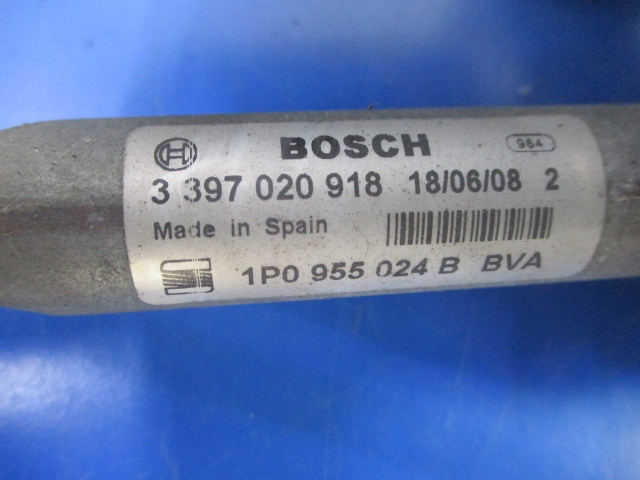 BOSCH 964
3 397 020 918 18/06/08 2
Made in Spain
1P0 955 024 B BVA